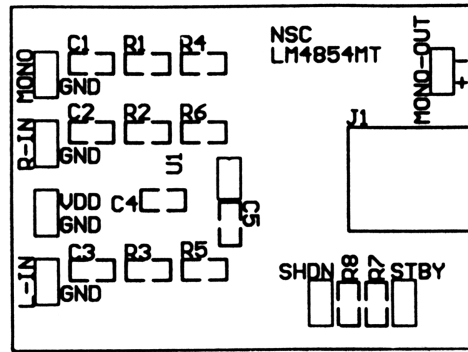 C1 R1 R4
NSC
LM4854MT
MONO
GND
MONO-OUT
-
+
C2 R2 R6
R-IN
GND
J1
U1
VDD
GND
C4
C5
C3 R3 R5
L-IN
GND
SHDN R8 R7 STBY